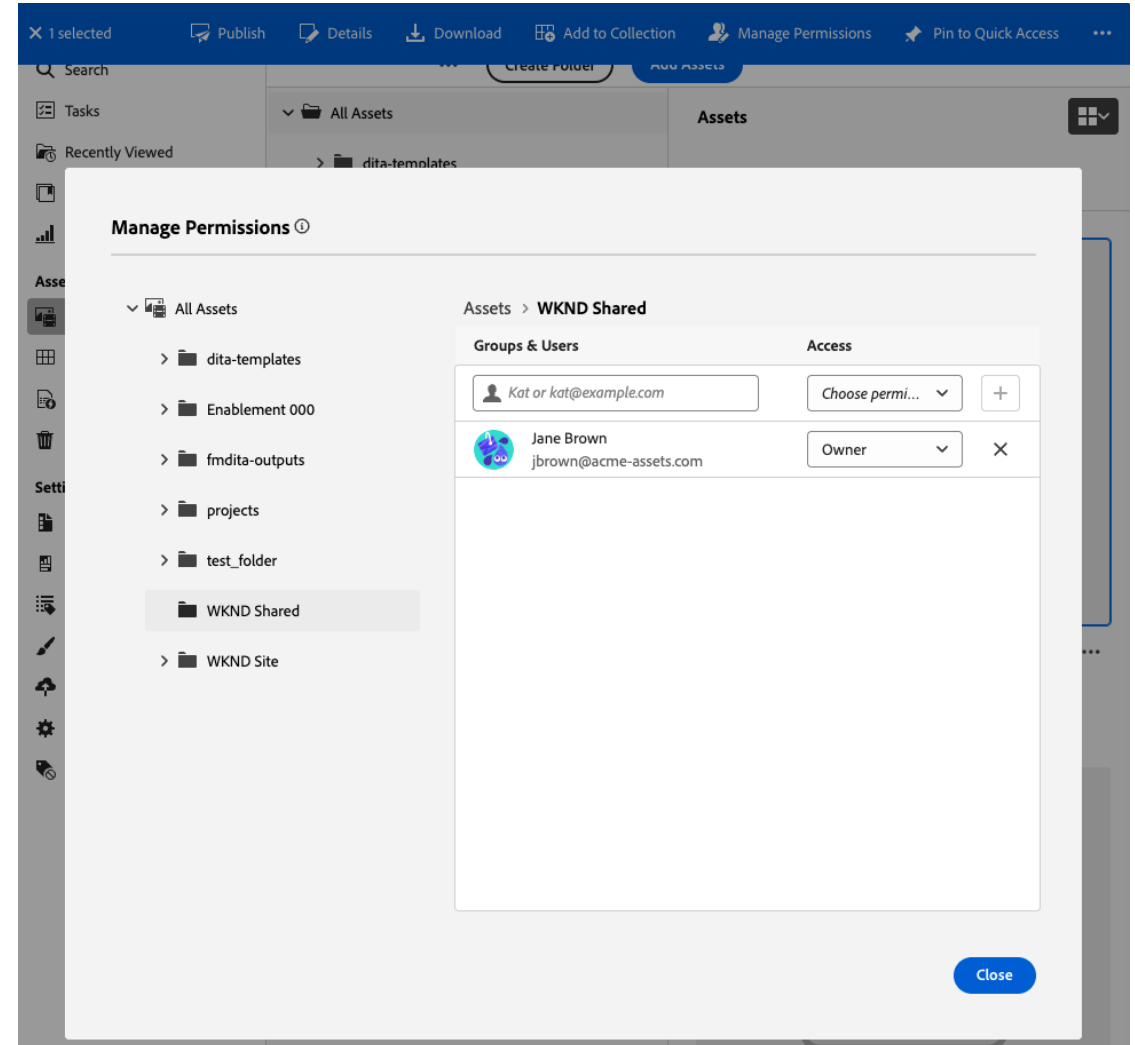 1 selected Publish Details Download Add to Collection Manage Permissions Pin to Quick Access
Search
Create Folder Add Assets
Tasks
All Assets
Assets
Recently Viewed
dita-templates
Manage Permissions
Asse
All Assets
Assets > WKND Shared
Groups & Users Access
dita-templates
Kat or kat@example.com Choose permi...
Enablement 000
Jane Brown
jbrown@acme-assets.com
Owner
fmdita-outputs
Setti
projects
test_folder
WKND Shared
WKND Site
Close